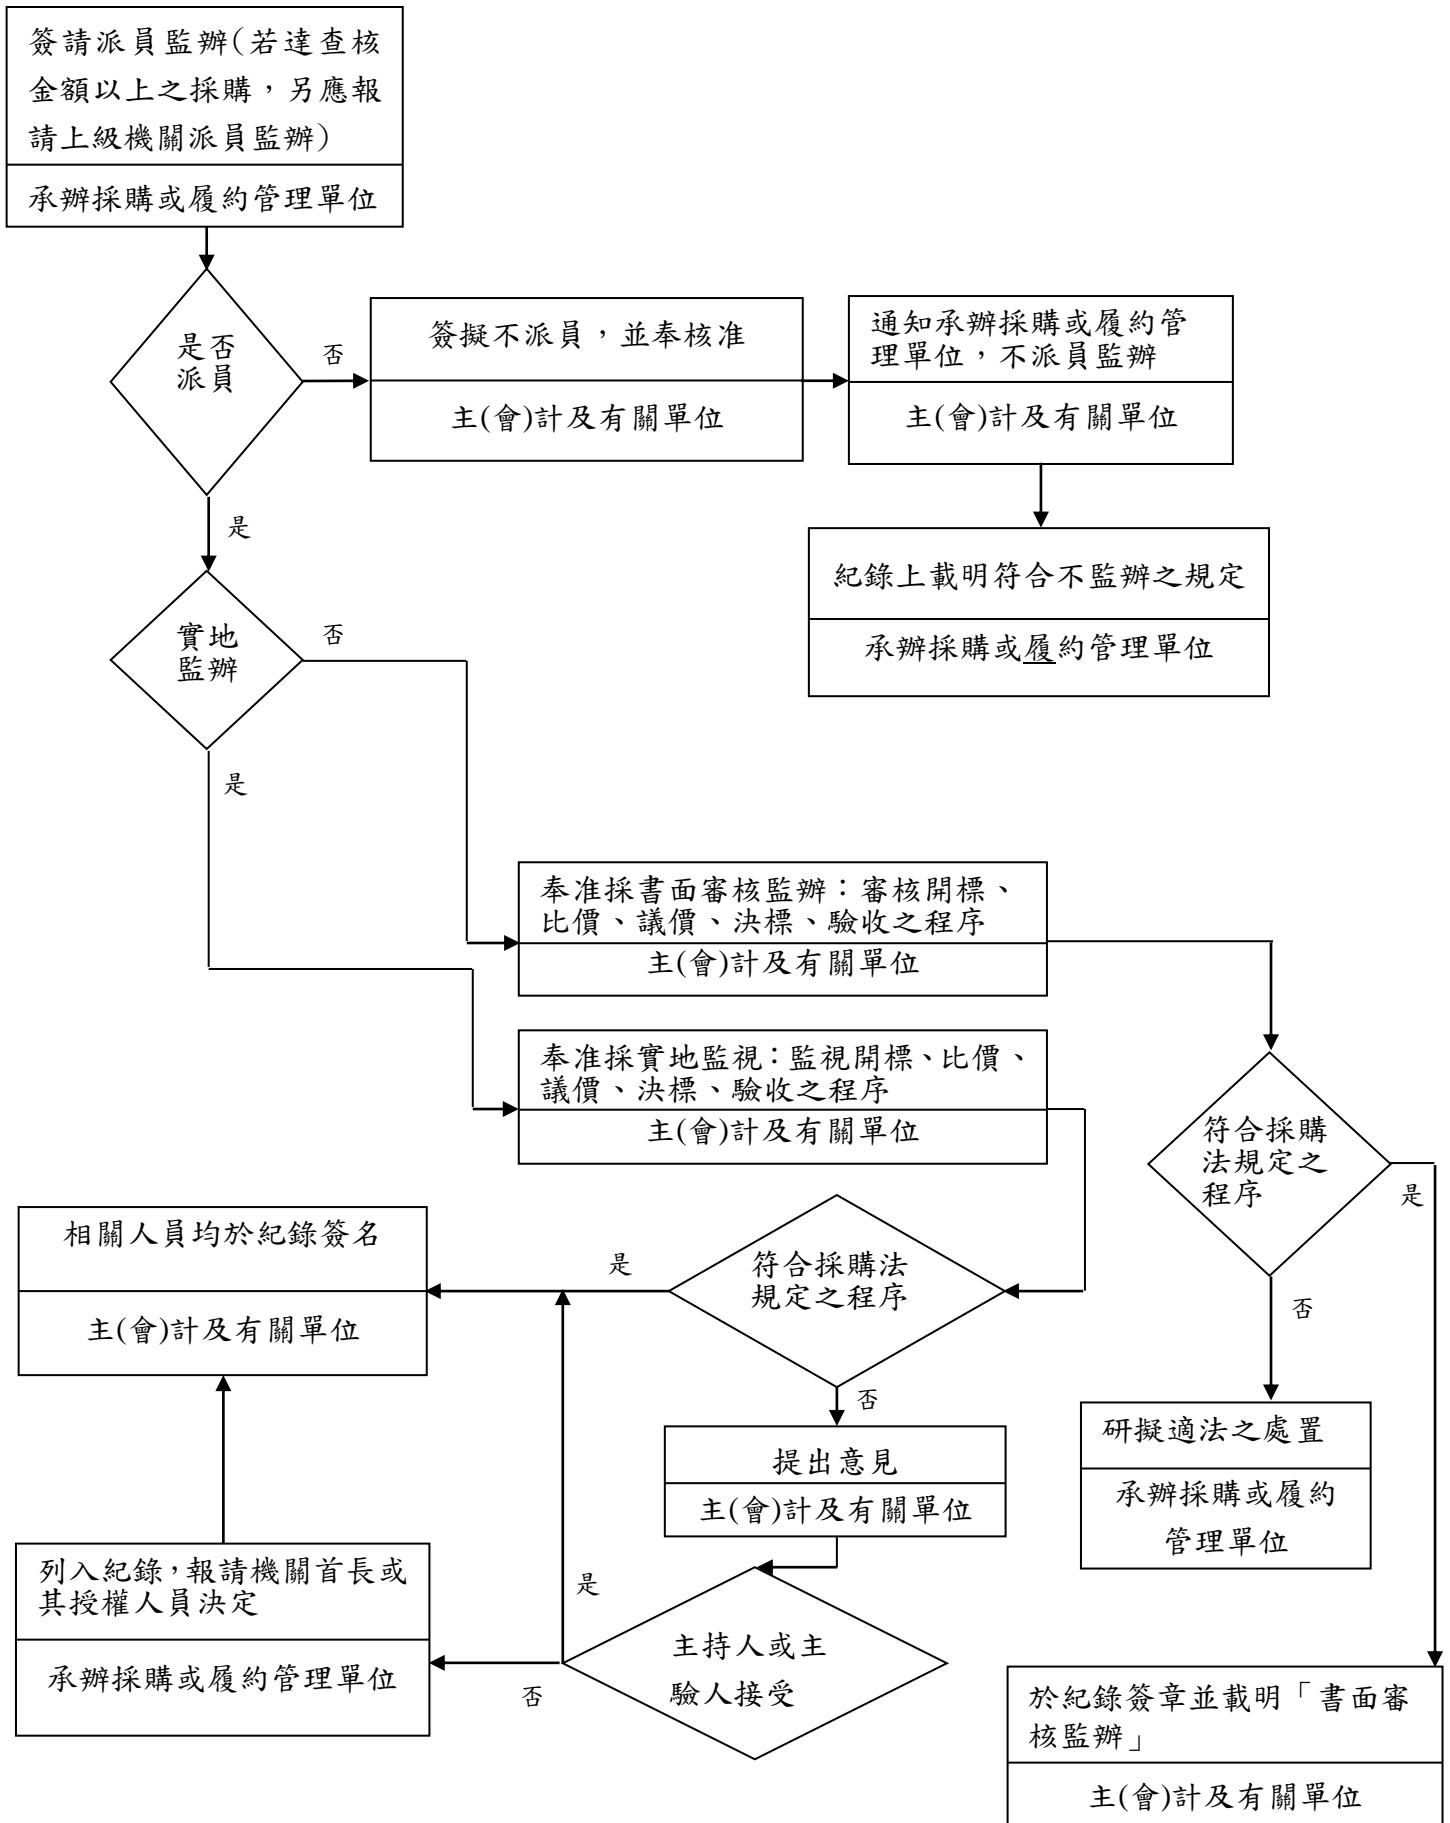 簽請派員監辦(若達查核
金額以上之採購，另應報
請上級機關派員監辦)
承辦採購或履約管理單位
是否
派員
否
簽擬不派員，並奉核准
主(會)計及有關單位
通知承辦採購或履約管
理單位，不派員監辦
主(會)計及有關單位
是
紀錄上載明符合不監辦之規定
承辦採購或履約管理單位
實地
監辦
否
是
奉准採書面審核監辦：審核開標、
比價、議價、決標、驗收之程序
主(會)計及有關單位
奉准採實地監視：監視開標、比價、
議價、決標、驗收之程序
主(會)計及有關單位
符合採購
法規定之
程序
是
否
相關人員均於紀錄簽名
主(會)計及有關單位
是
符合採購法
規定之程序
否
提出意見
主(會)計及有關單位
研擬適法之處置
承辦採購或履約
管理單位
列入紀錄，報請機關首長或
其授權人員決定
承辦採購或履約管理單位
是
否
主持人或主
驗人接受
於紀錄簽章並載明「書面審
核監辦」
主(會)計及有關單位